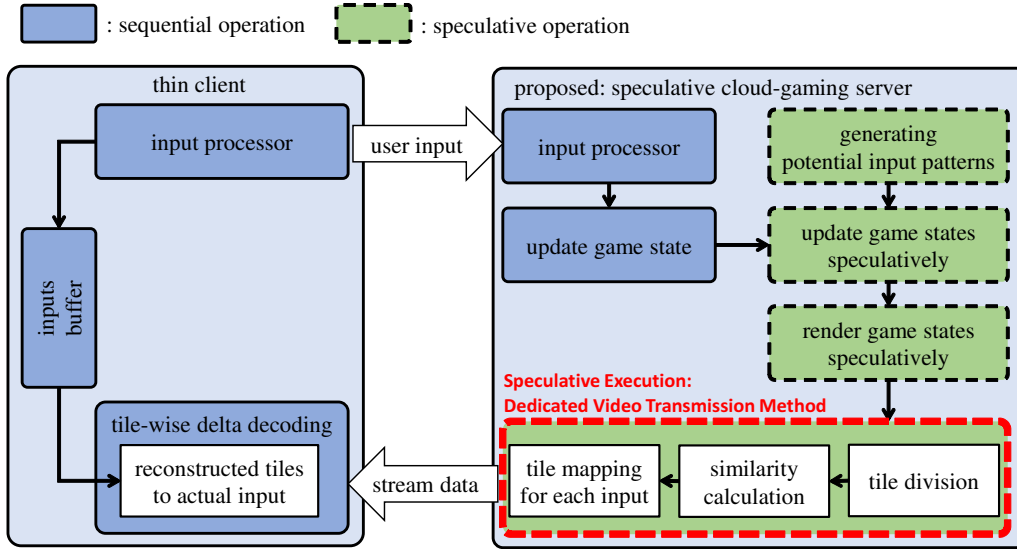 : sequential operation
: speculative operation
thin client
input processor
inputs
buffer
tile-wise delta decoding
reconstructed tiles
to actual input
user input
stream data
proposed: speculative cloud-gaming server
input processor
update game state
generating
potential input patterns
update game states
speculatively
render game states
speculatively
Speculative Execution:
Dedicated Video Transmission Method
tile mapping
for each input
similarity
calculation
tile division